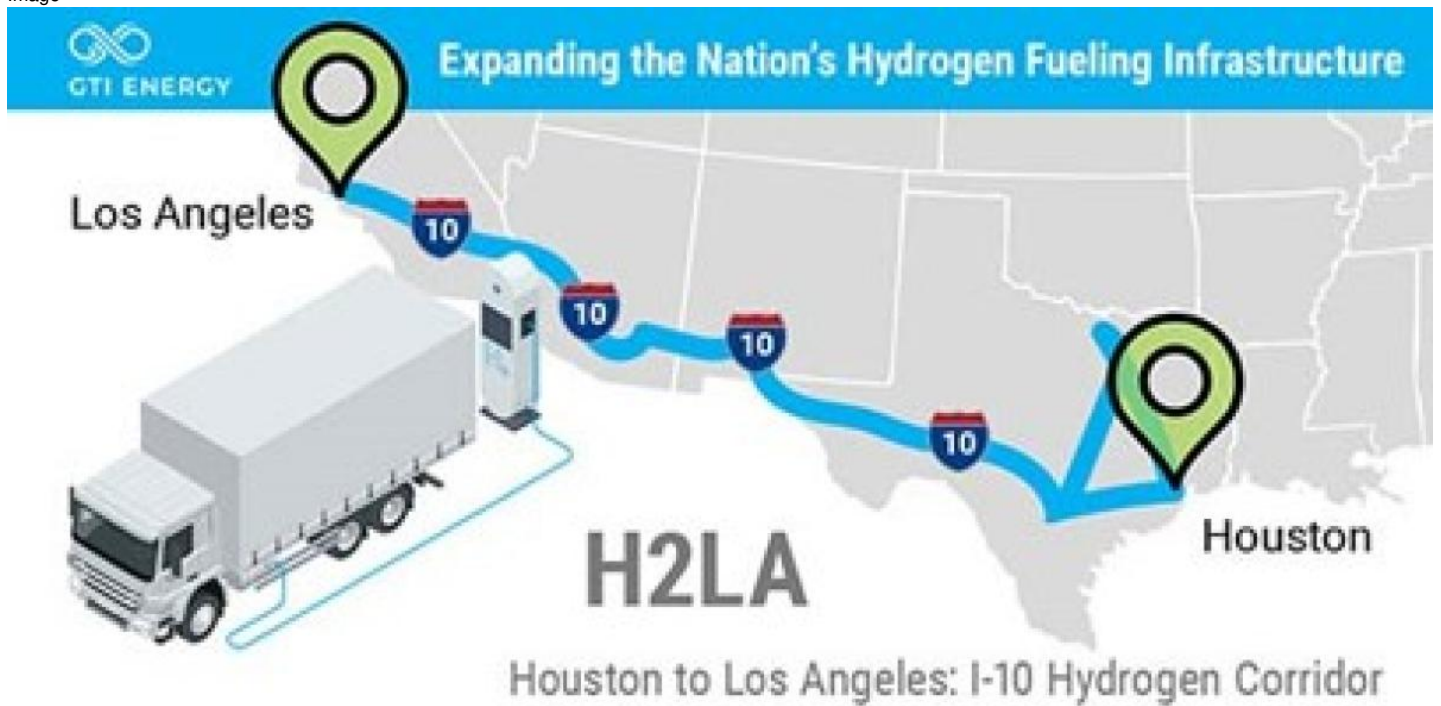 Image
GTI ENERGY
Expanding the Nation's Hydrogen Fueling Infrastructure
Los Angeles
10
10
10
10
Houston
H2LA
Houston to Los Angeles: I-10 Hydrogen Corridor